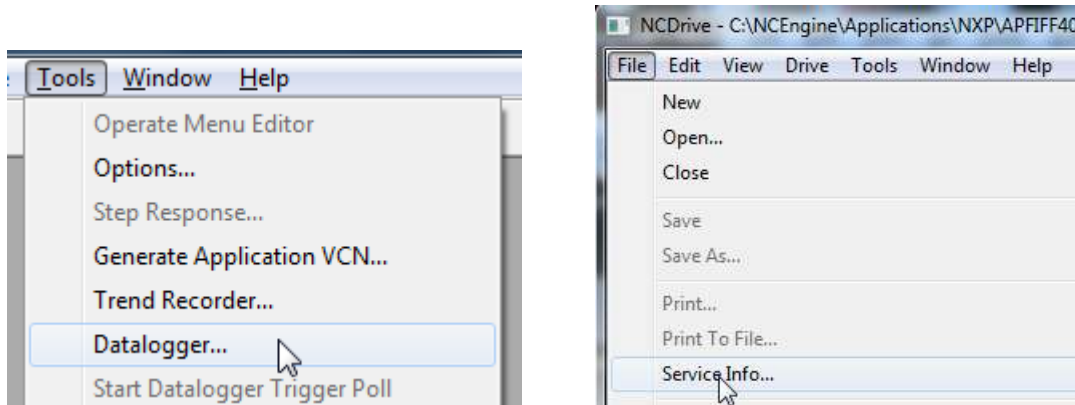 Tools Window Help
Operate Menu Editor
Options...
Step Response...
Generate Application VCN...
Trend Recorder...
Datalogger...
Start Datalogger Trigger Poll
NCDrive - C:\NCEngine\Applications\NXP\APFIFF40
File Edit View Drive Tools Window Help
New
Open...
Close
Save
Save As...
Print...
Print To File...
Service Info...